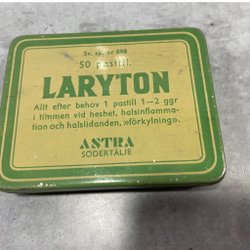 Sv. spec. nr 898
50 pastill.
LARYTON
Allt efter behov 1 pastill 1—2 ggr
i timmen vid heshet, halsinflamma-
tion och halslidanden, »förkylning».
ASTRA
SÖDERTÄLJE